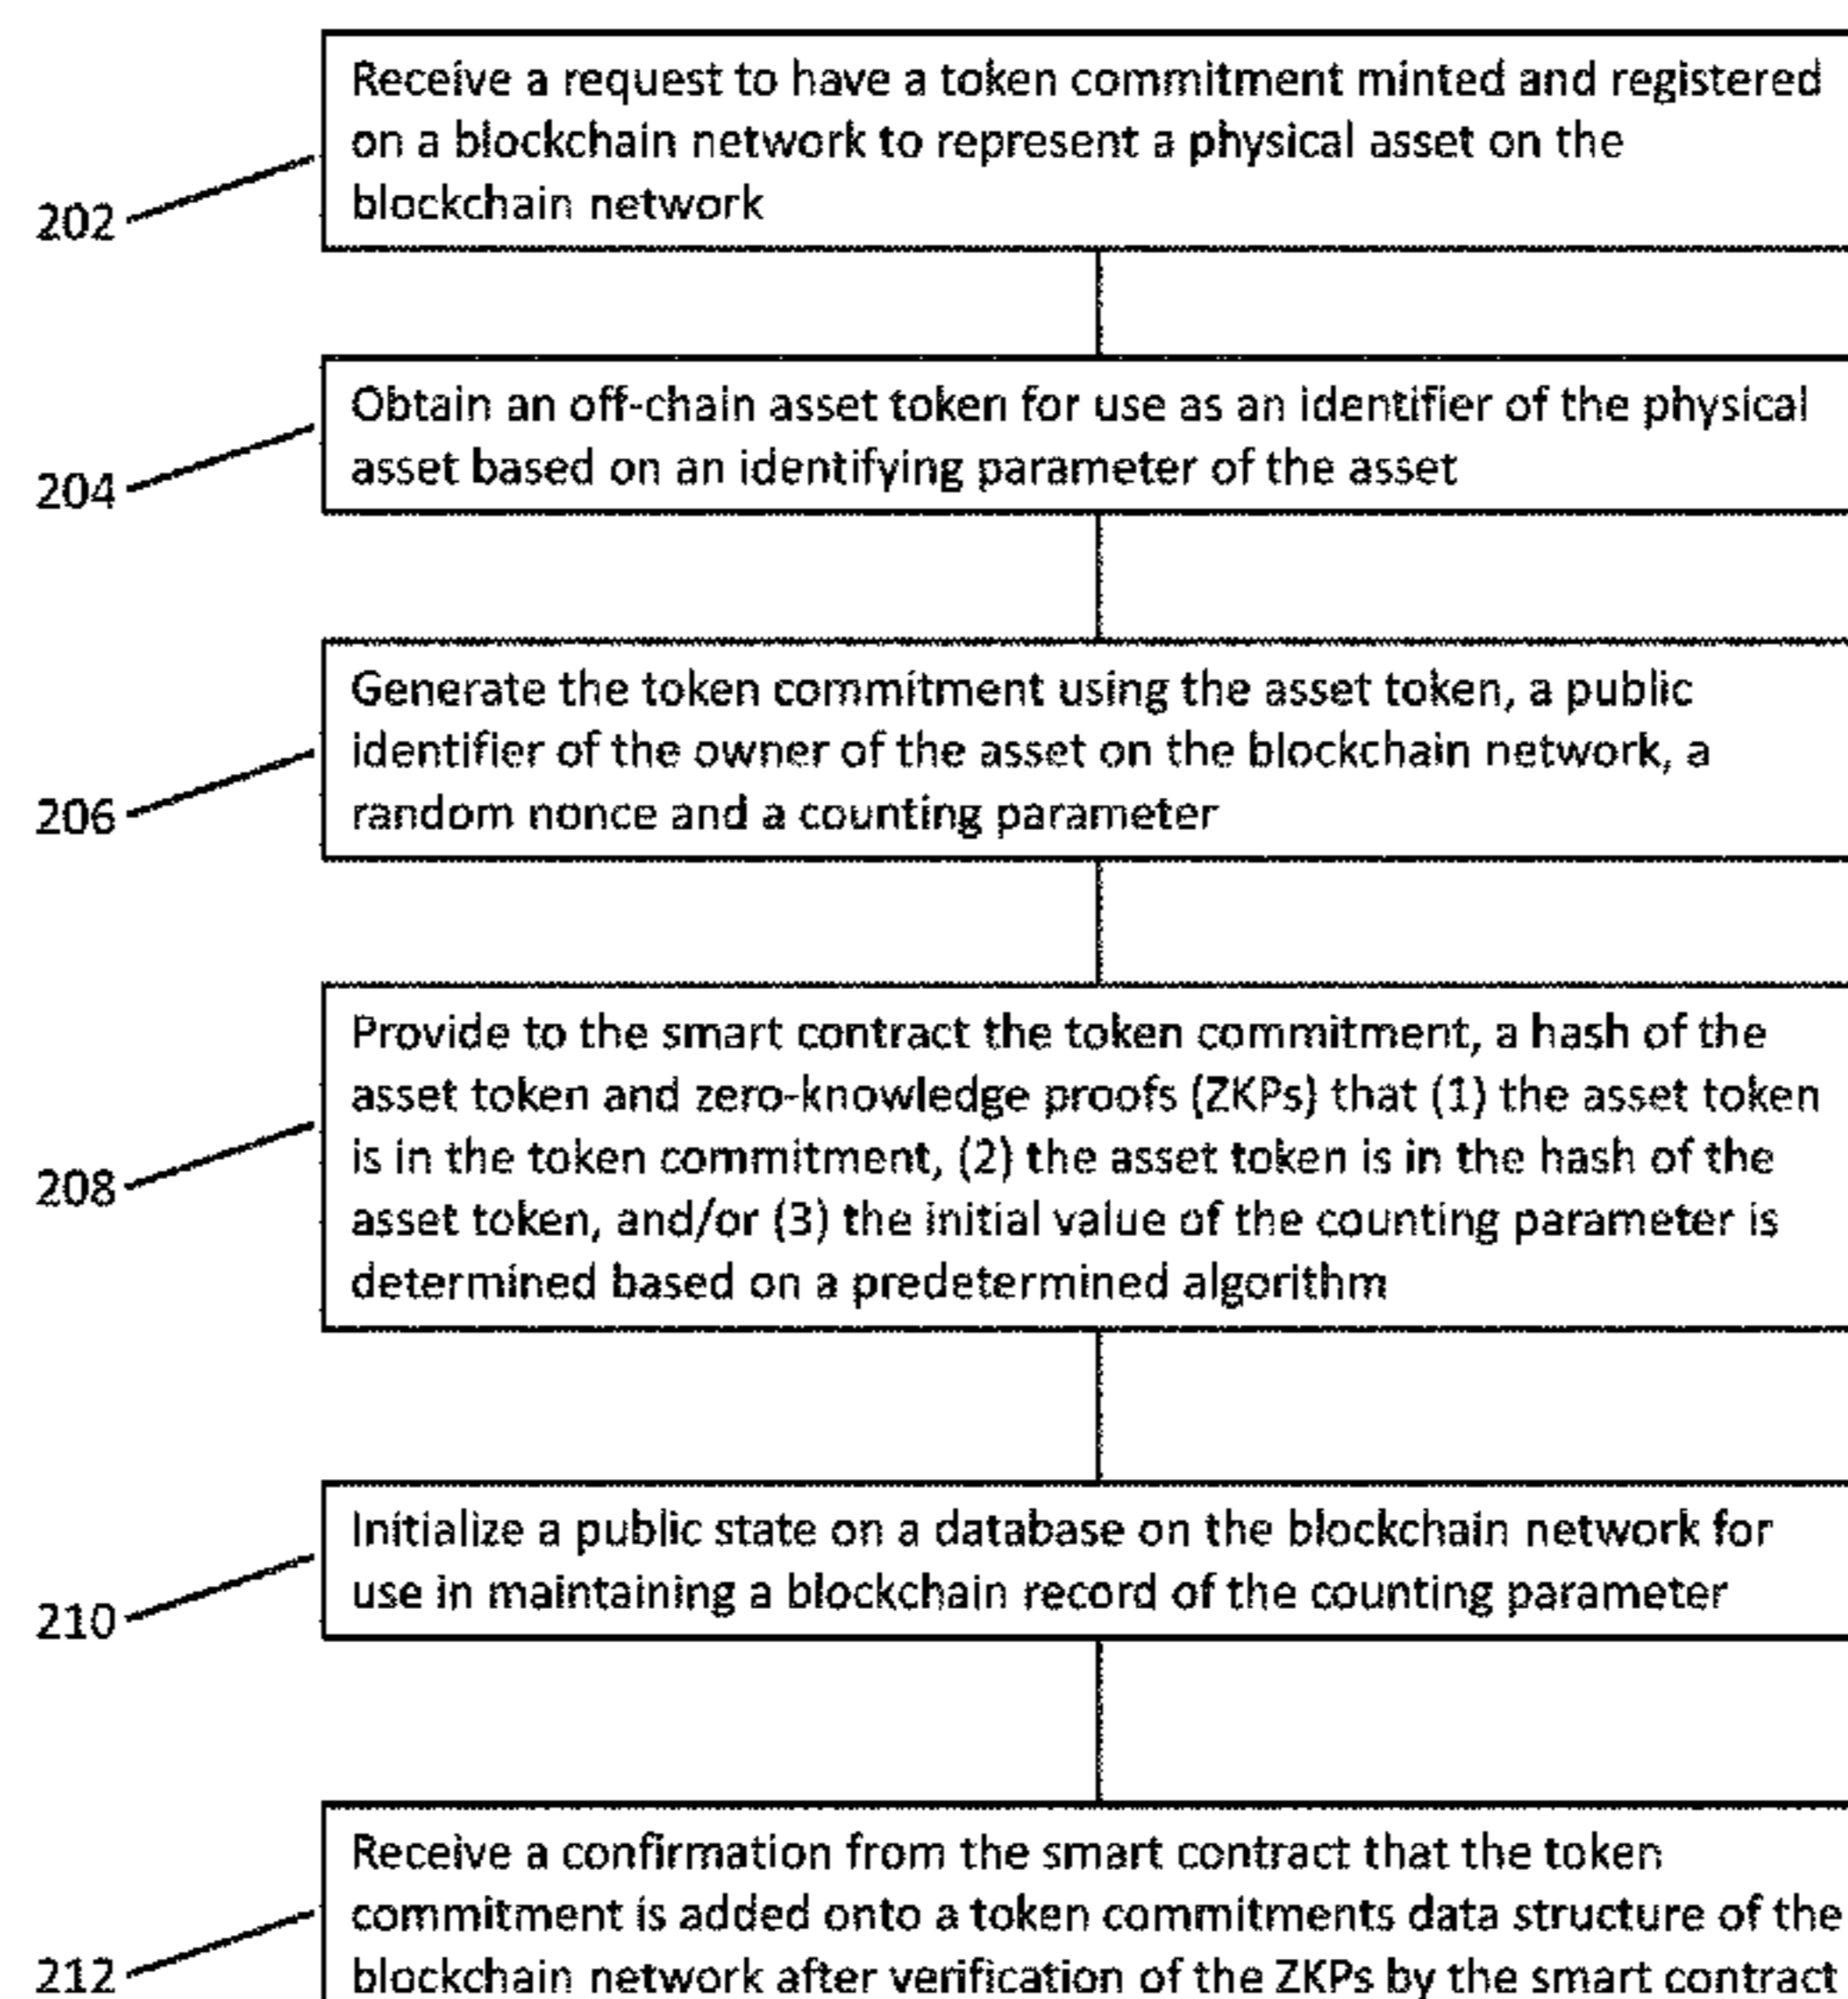 Receive a request to have a token commitment minted and registered
on a blockchain network to represent a physical asset on the
blockchain network
202
Obtain an off-chain asset token for use as an identifier of the physical
asset based on an identifying parameter of the asset
204
Generate the token commitment using the asset token, a public
identifier of the owner of the asset on the blockchain network, a
random nonce and a counting parameter
206
Provide to the smart contract the token commitment, a hash of the
asset token and zero-knowledge proofs (ZKPs) that (1) the asset token
is in the token commitment, (2) the asset token is in the hash of the
asset token, and/or (3) the initial value of the counting parameter is
determined based on a predetermined algorithm
208
Initialize a public state on a database on the blockchain network for
use in maintaining a blockchain record of the counting parameter
210
Receive a confirmation from the smart contract that the token
commitment is added onto a token commitments data structure of the
blockchain network after verification of the ZKPs by the smart contract
212